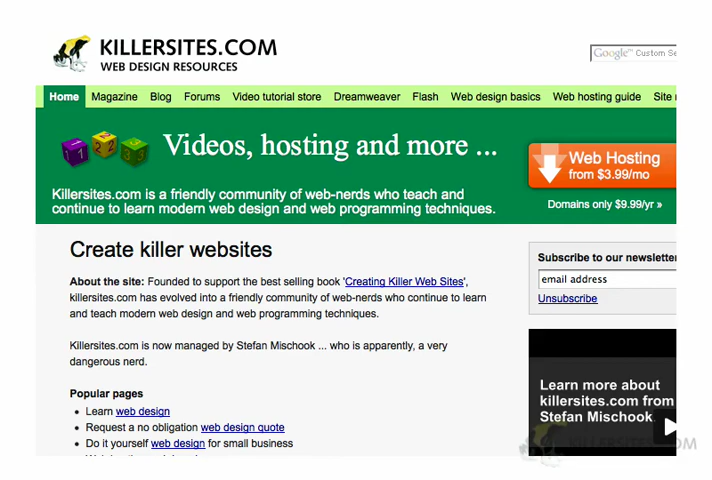 KILLERSITES.COM
WEB DESIGN RESOURCES
Google™ Custom
Home Magazine Blog Forums Video tutorial store Dreamweaver Flash Web design basics Web hosting guide Site
1 2 3
Videos, hosting and more ...
Web Hosting
from $3.99/mo
Killersites.com is a friendly community of web-nerds who teach and
continue to learn modern web design and web programming techniques.
Domains only $9.99/yr »
Create killer websites
About the site: Founded to support the best selling book 'Creating Killer Web Sites',
killersites.com has evolved into a friendly community of web-nerds who continue to learn
and teach modern web design and web programming techniques.
Killersites.com is now managed by Stefan Mischook ... who is apparently, a very
dangerous nerd.
Popular pages
• Learn web design
• Request a no obligation web design quote
• Do it yourself web design for small business
Subscribe to our newsletter
email address
Unsubscribe
Learn more about
killersites.com from
Stefan Mischook
KILLERSITES.COM